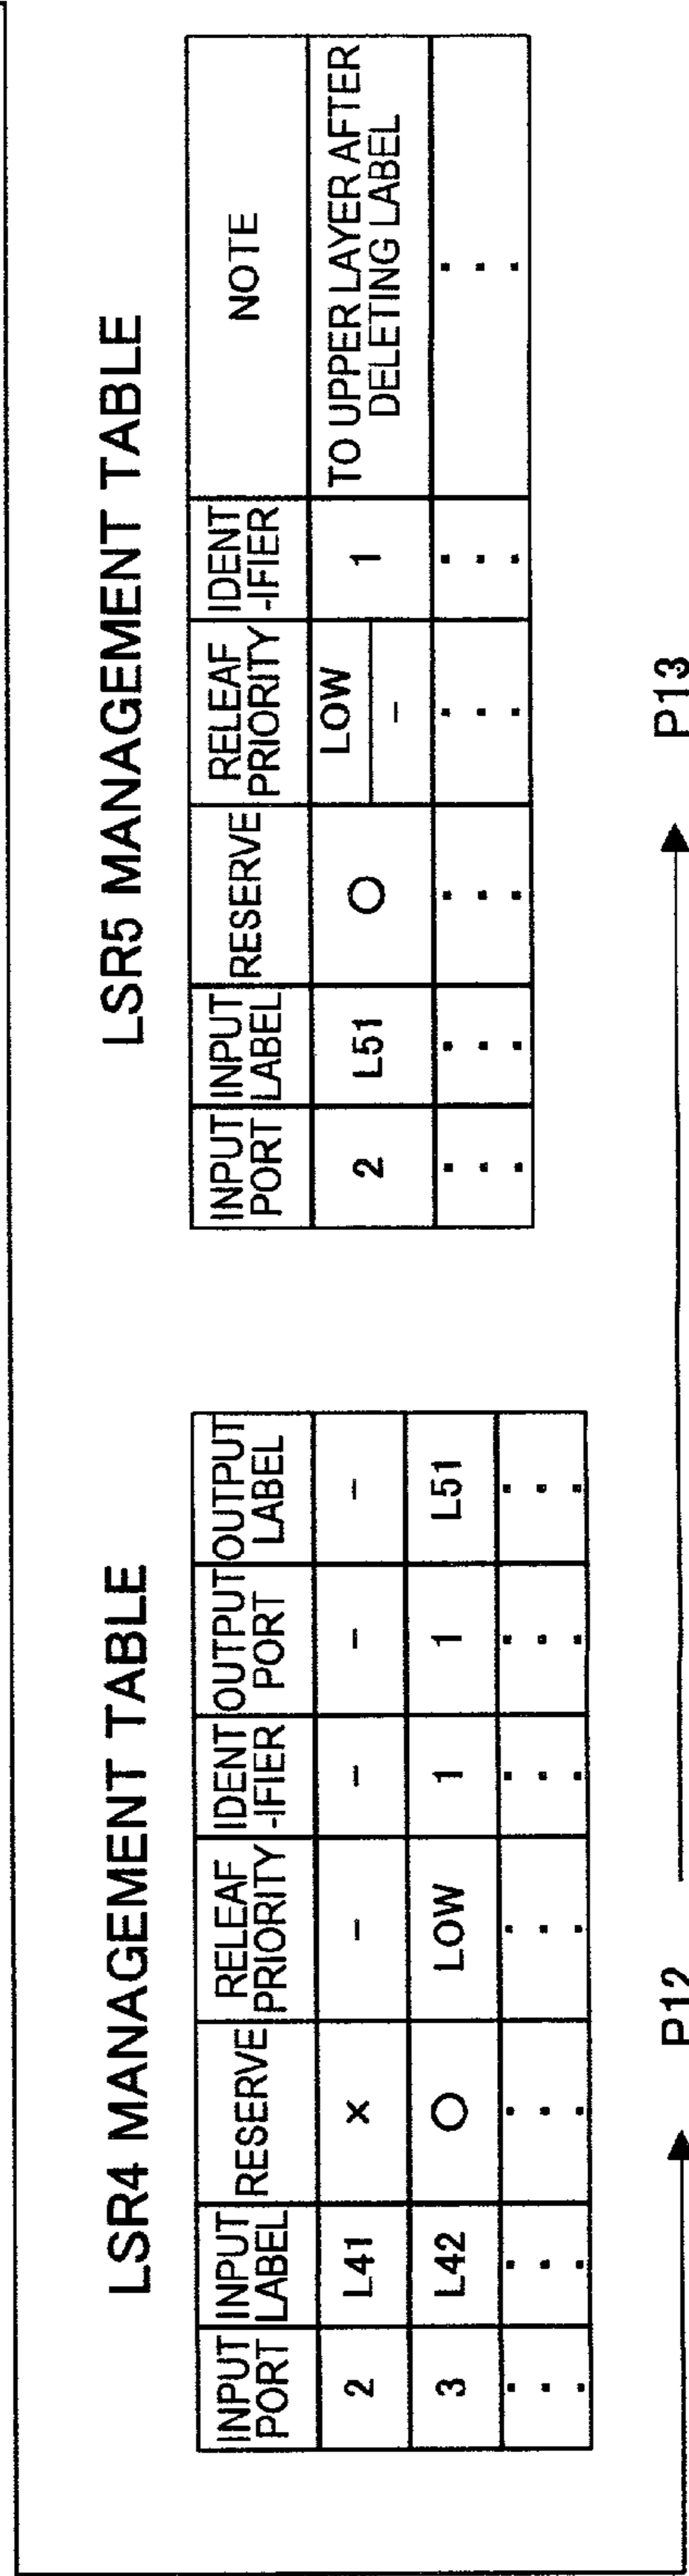 LSR4 MANAGEMENT TABLE
INPUT PORT | INPUT LABEL | RESERVE | RELEAF PRIORITY | IDENT -IFIER | OUTPUT PORT | OUTPUT LABEL
2 | L41 | × | - | - | - | -
3 | L42 | ○ | LOW | 1 | 1 | L51
... | ... | ... | ... | ... | ... | ...
LSR5 MANAGEMENT TABLE
INPUT PORT | INPUT LABEL | RESERVE | RELEAF PRIORITY | IDENT -IFIER | NOTE
2 | L51 | ○ | LOW - | 1 | TO UPPER LAYER AFTER DELETING LABEL
... | ... | ... | ... | ... | ...
P12
P13